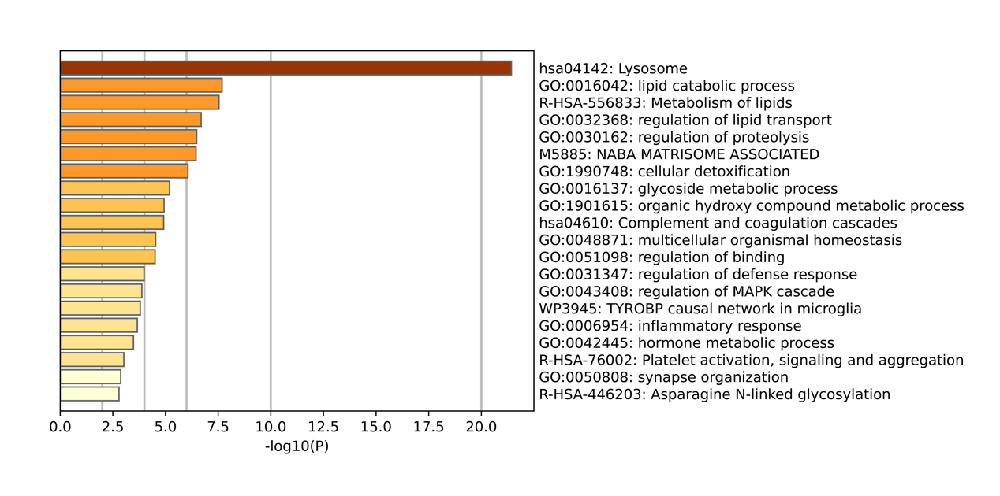 hsa04142: Lysosome
GO:0016042: lipid catabolic process
R-HSA-556833: Metabolism of lipids
GO:0032368: regulation of lipid transport
GO:0030162: regulation of proteolysis
M5885: NABA MATRISOME ASSOCIATED
GO:1990748: cellular detoxification
GO:0016137: glycoside metabolic process
GO:1901615: organic hydroxy compound metabolic process
hsa04610: Complement and coagulation cascades
GO:0048871: multicellular organismal homeostasis
GO:0051098: regulation of binding
GO:0031347: regulation of defense response
GO:0043408: regulation of MAPK cascade
WP3945: TYROBP causal network in microglia
GO:0006954: inflammatory response
GO:0042445: hormone metabolic process
R-HSA-76002: Platelet activation, signaling and aggregation
GO:0050808: synapse organization
R-HSA-446203: Asparagine N-linked glycosylation
0.0 2.5 5.0 7.5 10.0 12.5 15.0 17.5 20.0
-log10(P)